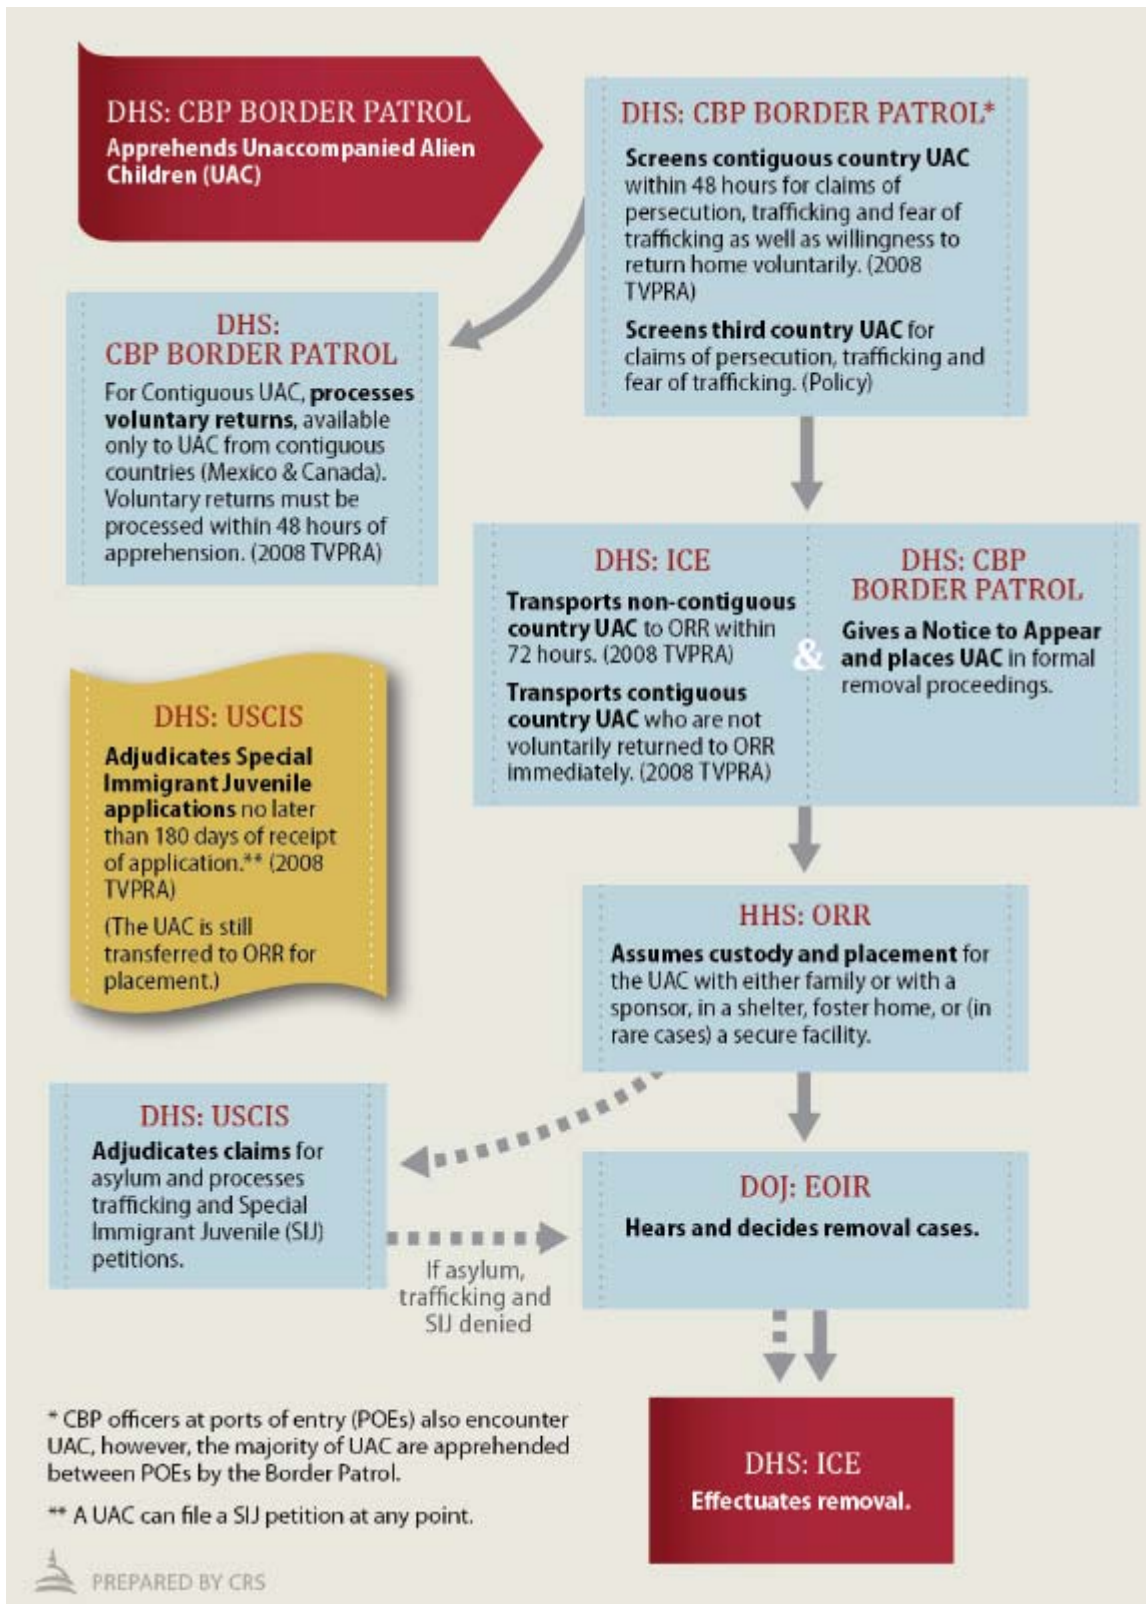 DHS: CBP BORDER PATROL
Apprehends Unaccompanied Alien
Children (UAC)
DHS: CBP BORDER PATROL*
Screens contiguous country UAC
within 48 hours for claims of
persecution, trafficking and fear of
trafficking as well as willingness to
return home voluntarily. (2008
TVPRA)
Screens third country UAC for
claims of persecution, trafficking and
fear of trafficking. (Policy)
DHS:
CBP BORDER PATROL
For Contiguous UAC, processes
voluntary returns, available
only to UAC from contiguous
countries (Mexico & Canada).
Voluntary returns must be
processed within 48 hours of
apprehension. (2008 TVPRA)
DHS: ICE
Transports non-contiguous
country UAC to ORR within
72 hours. (2008 TVPRA)
Transports contiguous
country UAC who are not
voluntarily returned to ORR
immediately. (2008 TVPRA)
&
DHS: CBP
BORDER PATROL
Gives a Notice to Appear
and places UAC in formal
removal proceedings.
DHS: USCIS
Adjudicates Special
Immigrant Juvenile
applications no later
than 180 days of receipt
of application.** (2008
TVPRA)
(The UAC is still
transferred to ORR for
placement.)
HHS: ORR
Assumes custody and placement for
the UAC with either family or with a
sponsor, in a shelter, foster home, or (in
rare cases) a secure facility.
DHS: USCIS
Adjudicates claims for
asylum and processes
trafficking and Special
Immigrant Juvenile (SIJ)
petitions.
If asylum,
trafficking and
SIJ denied
DOJ: EOIR
Hears and decides removal cases.
DHS: ICE
Effectuates removal.
* CBP officers at ports of entry (POEs) also encounter
UAC, however, the majority of UAC are apprehended
between POEs by the Border Patrol.
** A UAC can file a SIJ petition at any point.
PREPARED BY CRS